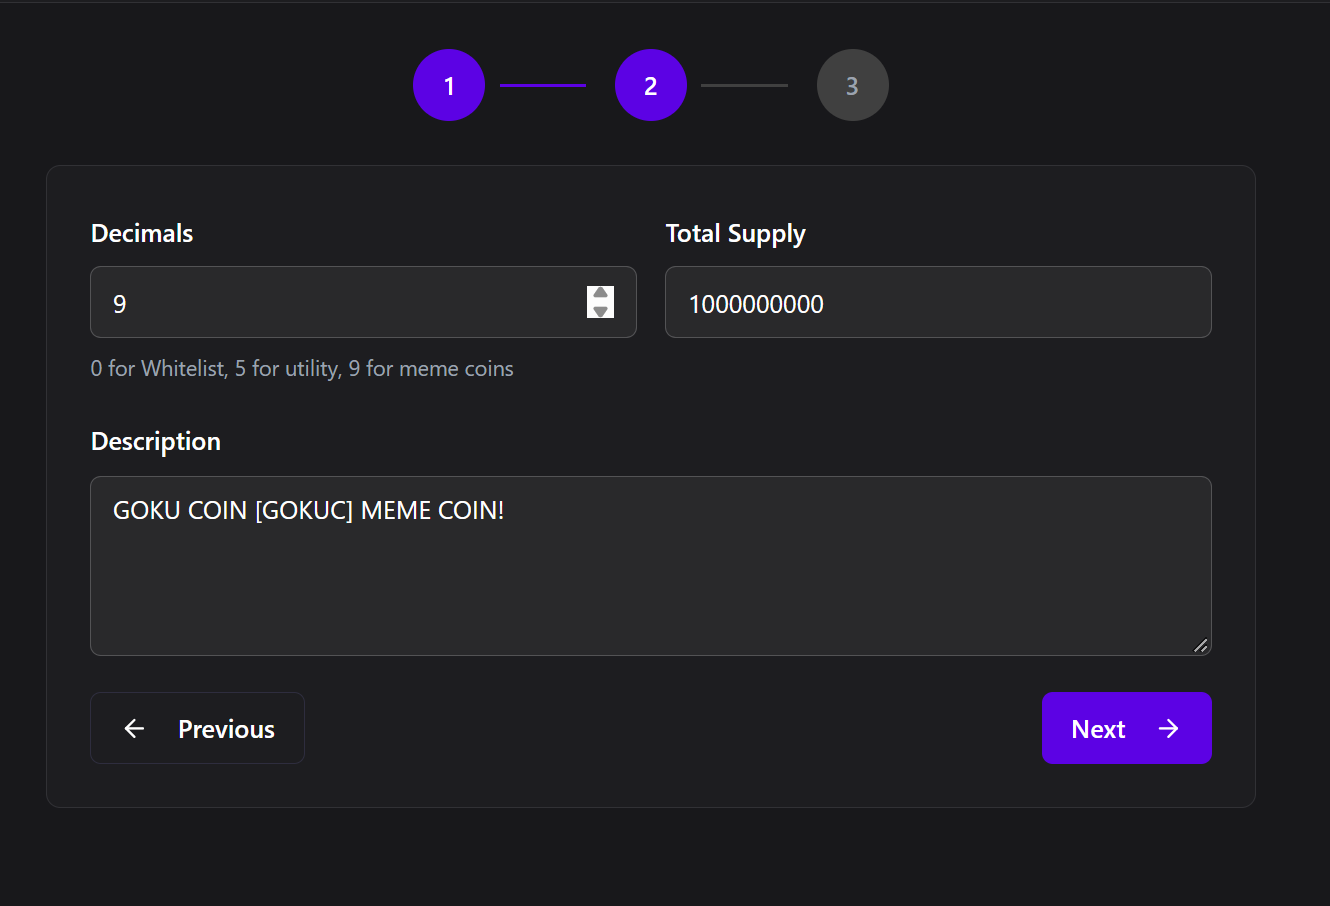 1 2 3
Decimals Total Supply
9 1000000000
0 for Whitelist, 5 for utility, 9 for meme coins
Description
GOKU COIN [GOKUC] MEME COIN!
Previous Next